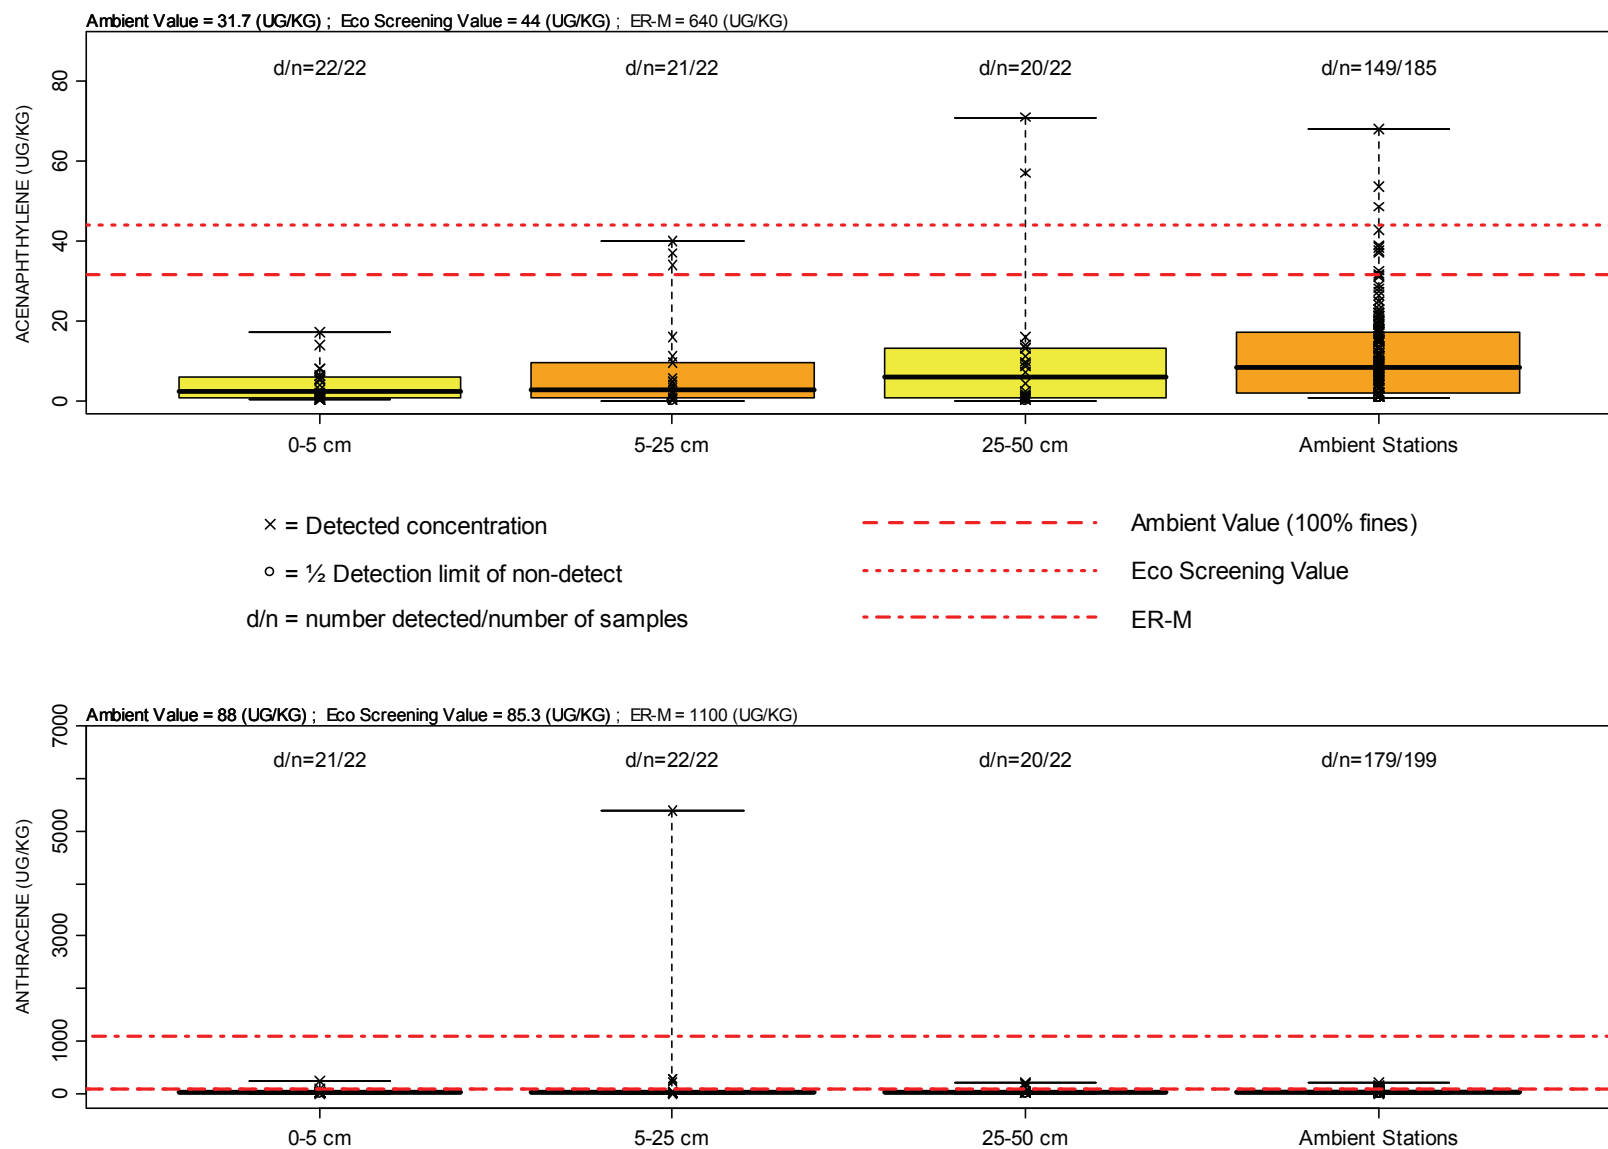 Ambient Value = 31.7 (UG/KG) ; Eco Screening Value = 44 (UG/KG) ; ER-M = 640 (UG/KG)
d/n=22/22 d/n=21/22 d/n=20/22 d/n=149/185
ACENAPHTHYLENE (UG/KG)
80
60
40
20
0
0-5 cm 5-25 cm 25-50 cm Ambient Stations
× = Detected concentration
Ambient Value (100% fines)
○ = ½ Detection limit of non-detect
Eco Screening Value
d/n = number detected/number of samples
ER-M
Ambient Value = 88 (UG/KG) ; Eco Screening Value = 85.3 (UG/KG) ; ER-M = 1100 (UG/KG)
d/n=21/22 d/n=22/22 d/n=20/22 d/n=179/199
ANTHRACENE (UG/KG)
7000
5000
3000
1000
0
0-5 cm 5-25 cm 25-50 cm Ambient Stations